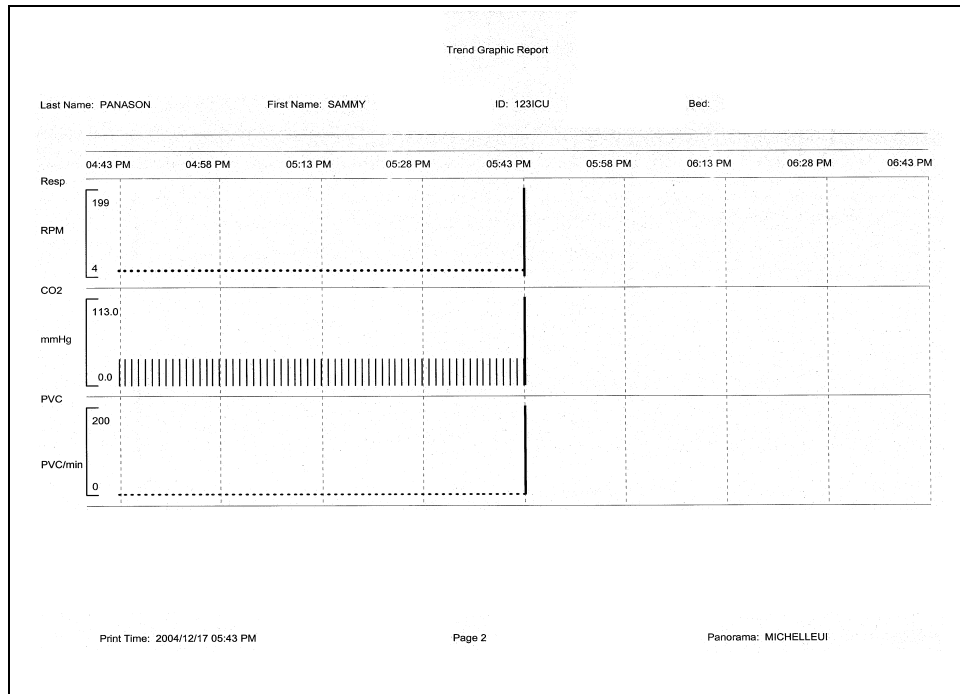 Trend Graphic Report
Last Name: PANASON First Name: SAMMY ID: 123ICU Bed:
04:43 PM 04:58 PM 05:13 PM 05:28 PM 05:43 PM 05:58 PM 06:13 PM 06:28 PM 06:43 PM
Resp
199
RPM
4
CO2
113.0
mmHg
0.0
PVC
200
PVC/min
0
Print Time: 2004/12/17 05:43 PM Page 2 Panorama: MICHELLEUI